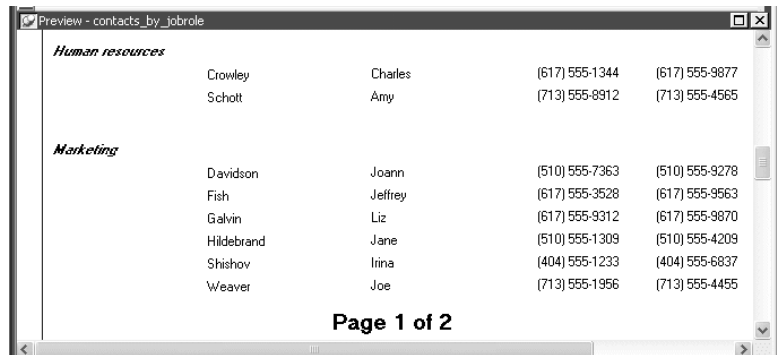 Preview - contacts_by_jobrole
Human resources
Crowley Charles (617) 555-1344 (617) 555-9877
Schott Amy (713) 555-8912 (713) 555-4565
Marketing
Davidson Joann (510) 555-7363 (510) 555-9278
Fish Jeffrey (617) 555-3528 (617) 555-9563
Galvin Liz (617) 555-9312 (617) 555-9870
Hildebrand Jane (510) 555-1309 (510) 555-4209
Shishov Irina (404) 555-1233 (404) 555-6837
Weaver Joe (713) 555-1956 (713) 555-4455
Page 1 of 2